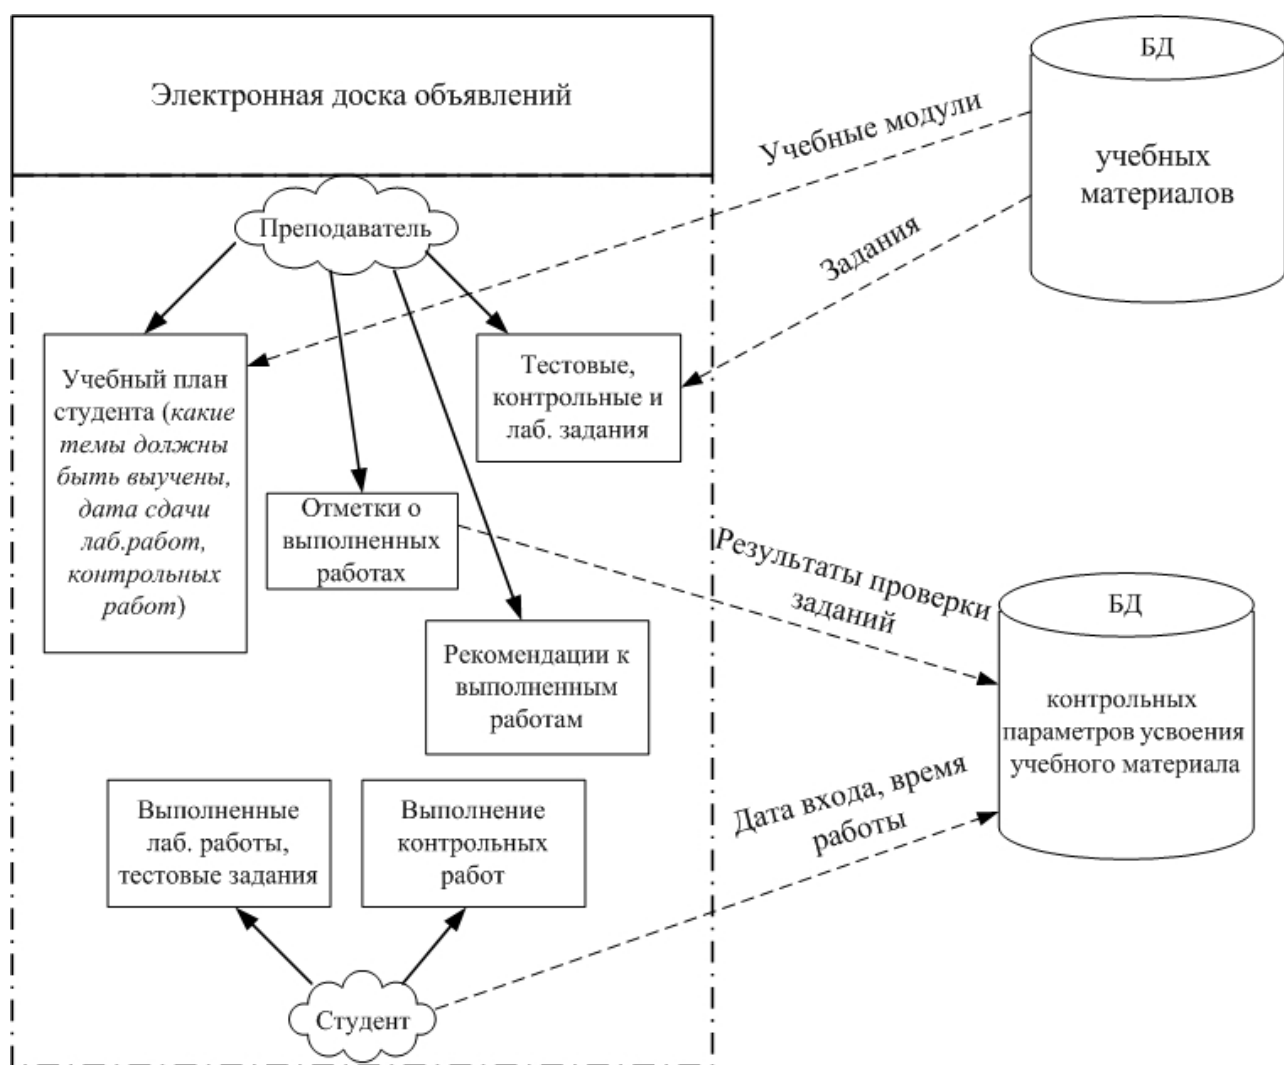 Электронная доска объявлений
БД
учебных
материалов
Учебные модули
Задания
Преподаватель
Учебный план
студента (какие
темы должны
быть выучены,
дата сдачи
лаб.работ,
контрольных
работ)
Тестовые,
контрольные и
лаб. задания
Отметки о
выполненных
работах
Результаты проверки
заданий
БД
контрольных
параметров усвоения
учебного материала
Рекомендации к
выполненным
работам
Дата входа, время
работы
Выполненные
лаб. работы,
тестовые задания
Выполнение
контрольных
работ
Студент